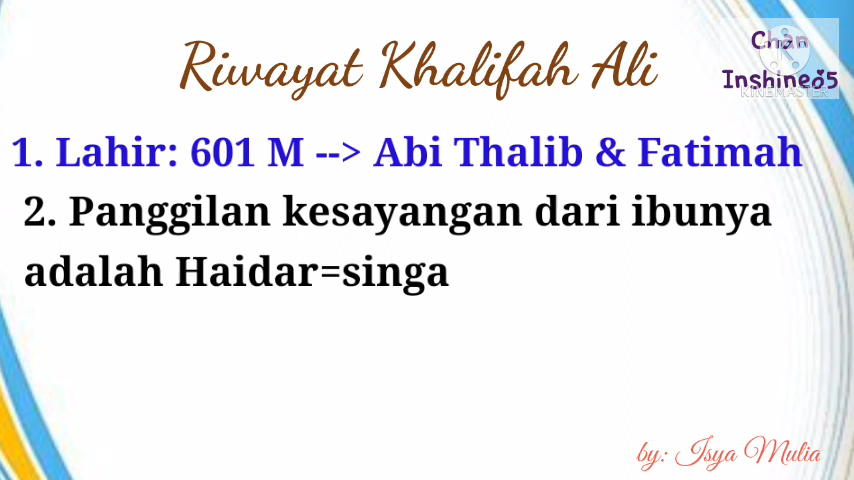 Riwayat Khalifah Ali
Chan
Inshine05
KINEMASTER
1. Lahir: 601 M --> Abi Thalib & Fatimah
2. Panggilan kesayangan dari ibunya
adalah Haidar=singa
by: Isya Mulia